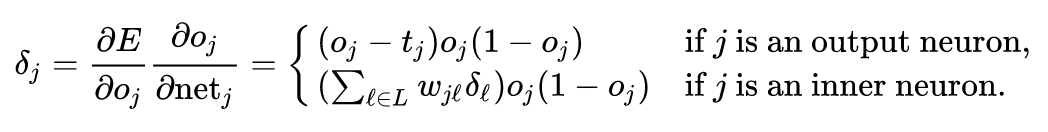 δ_j = ∂E/∂o_j ∂o_j/∂net_j = { (o_j − t_j)o_j(1 − o_j) if j is an output neuron,
(∑_{ℓ∈L} w_{jℓ}δ_ℓ)o_j(1 − o_j) if j is an inner neuron.